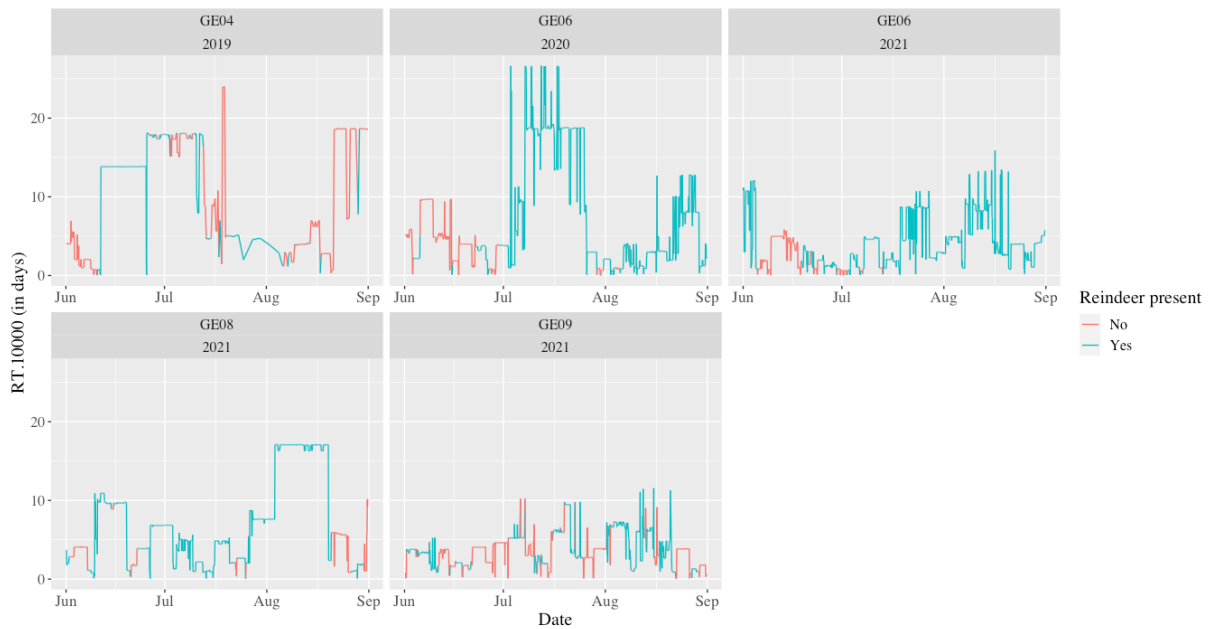 GE04
2019
GE06
2020
GE06
2021
20
10
0
Jun Jul Aug Sep
Jun Jul Aug Sep
Jun Jul Aug Sep
RT.10000 (in days)
Reindeer present
No
Yes
GE08
2021
GE09
2021
20
10
0
Jun Jul Aug Sep
Jun Jul Aug Sep
Date